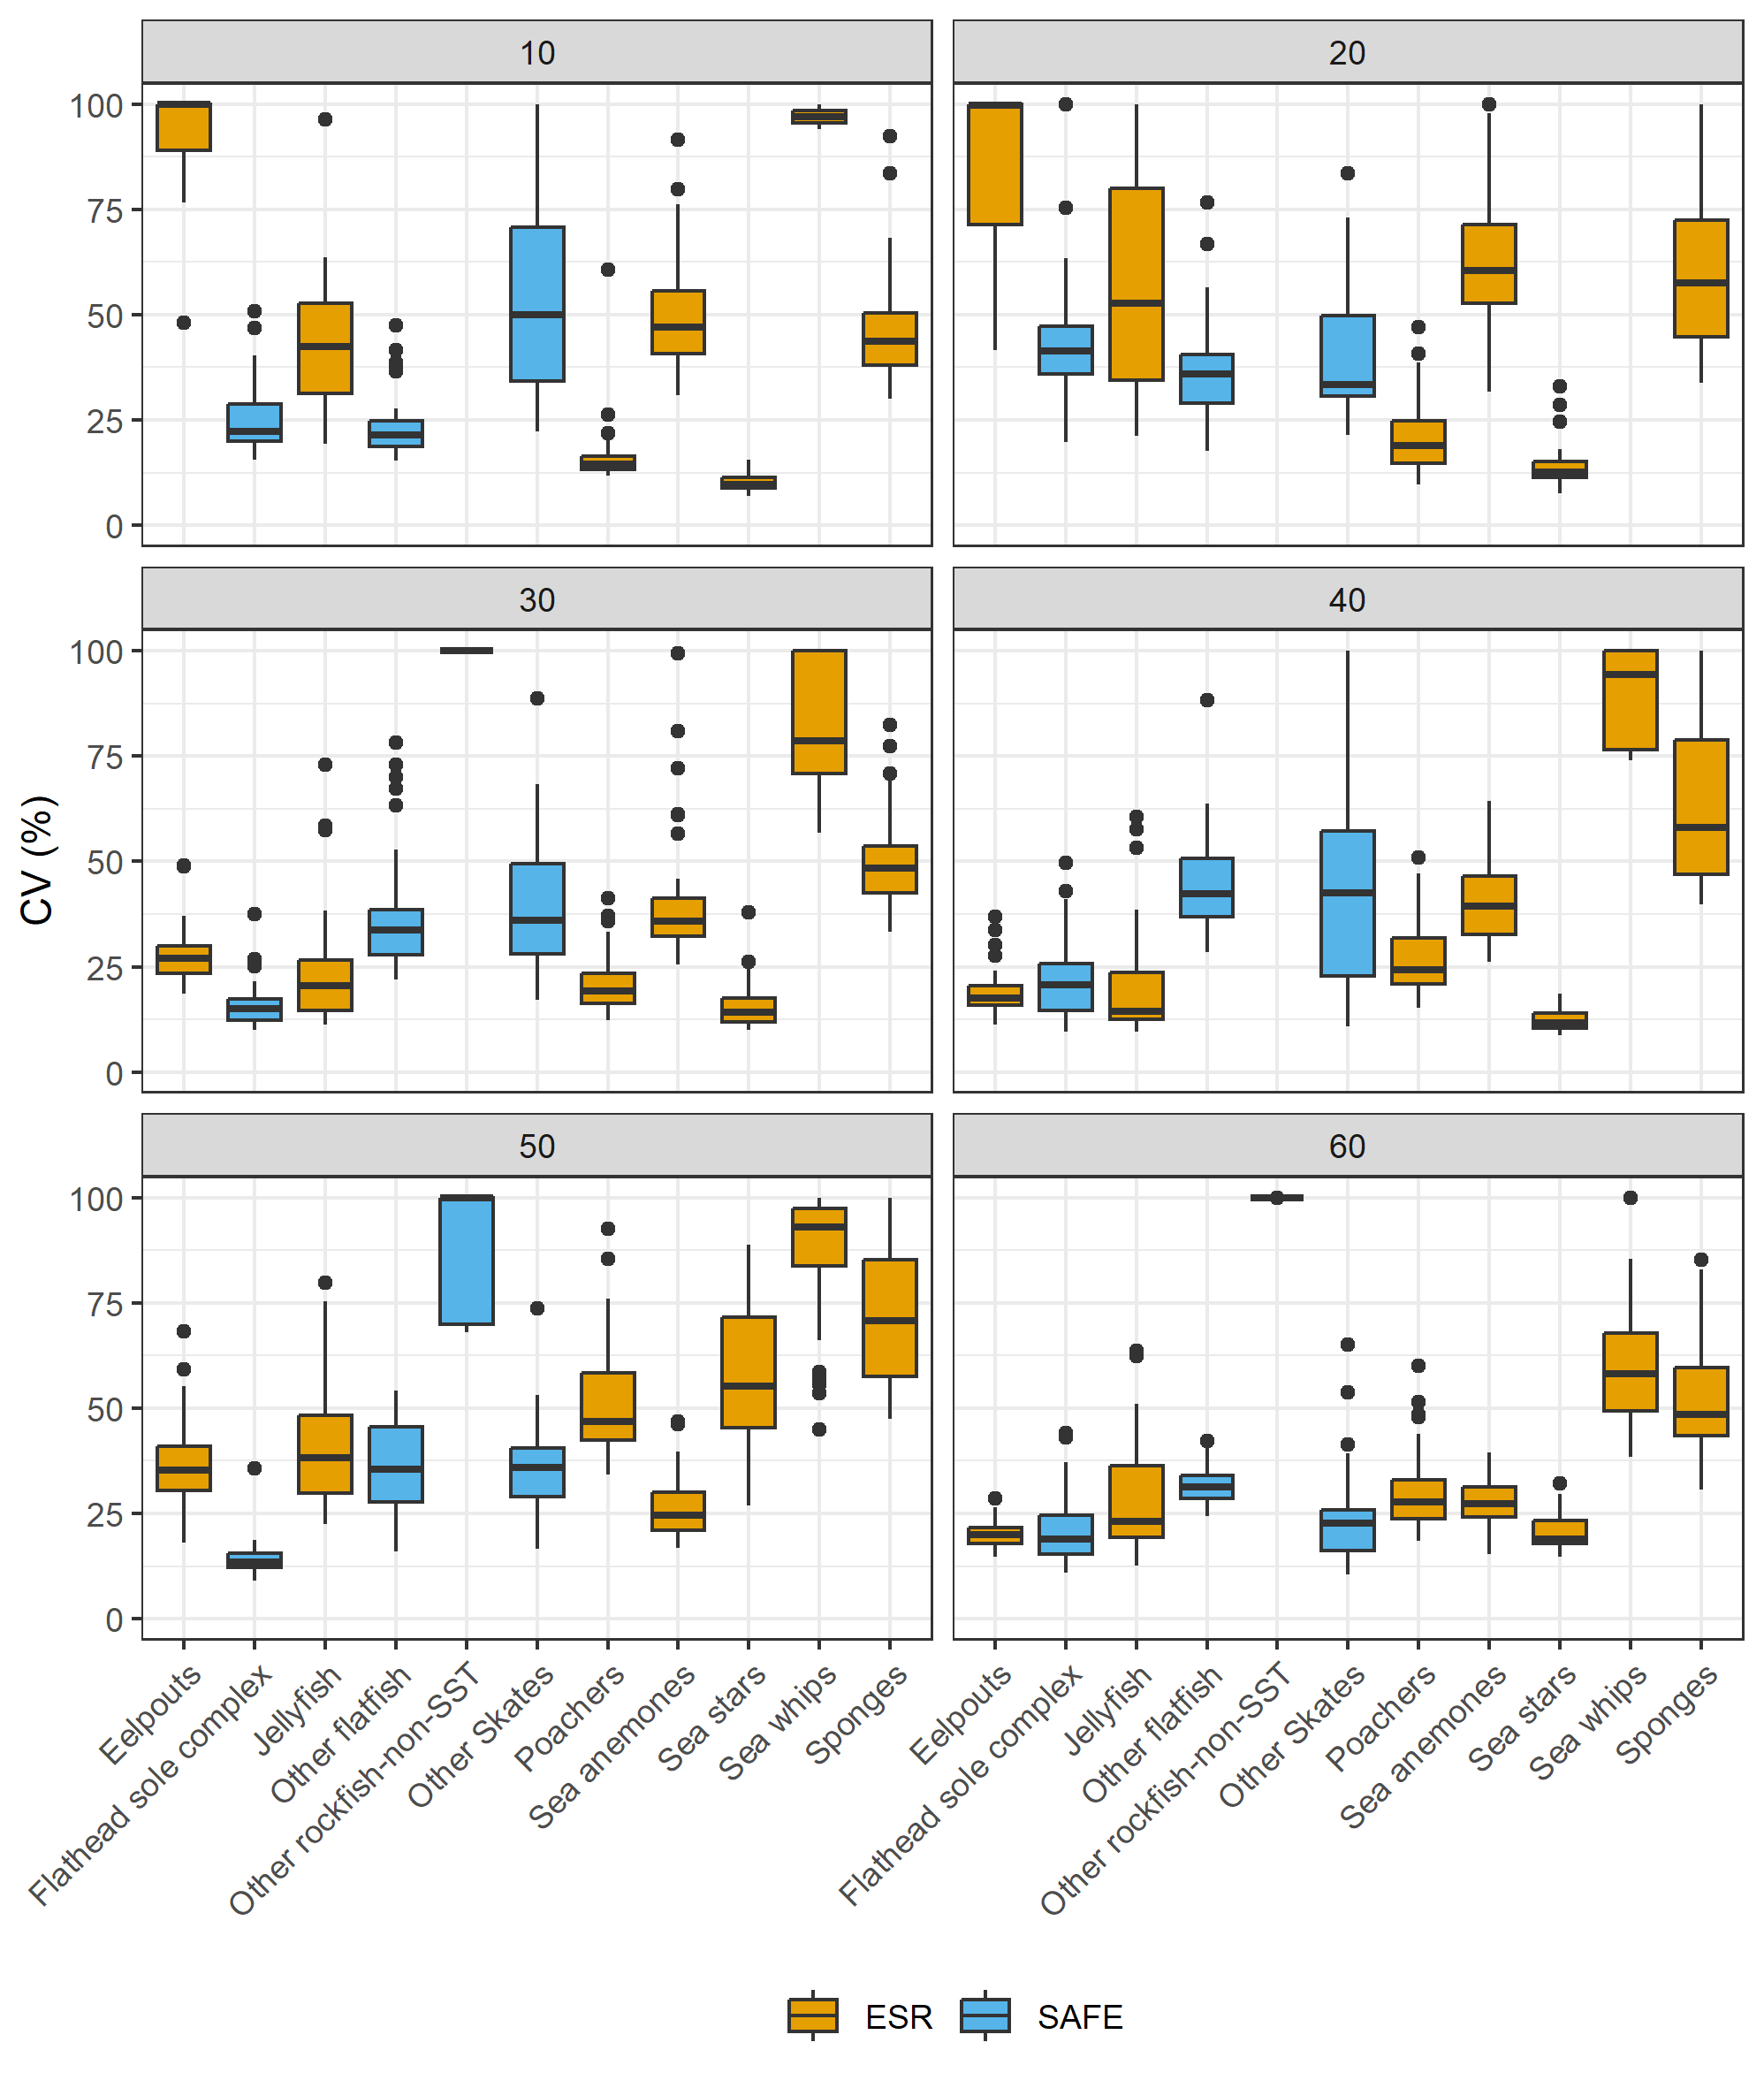 10
20
100
75
50
25
0
30
40
100
75
50
25
0
CV (%)
50
60
100
75
50
25
0
Eelpouts
Flathead sole complex
Jellyfish
Other flatfish
Other rockfish-non-SST
Other Skates
Poachers
Sea anemones
Sea stars
Sea whips
Sponges
Eelpouts
Flathead sole complex
Jellyfish
Other flatfish
Other rockfish-non-SST
Other Skates
Poachers
Sea anemones
Sea stars
Sea whips
Sponges
ESR
SAFE